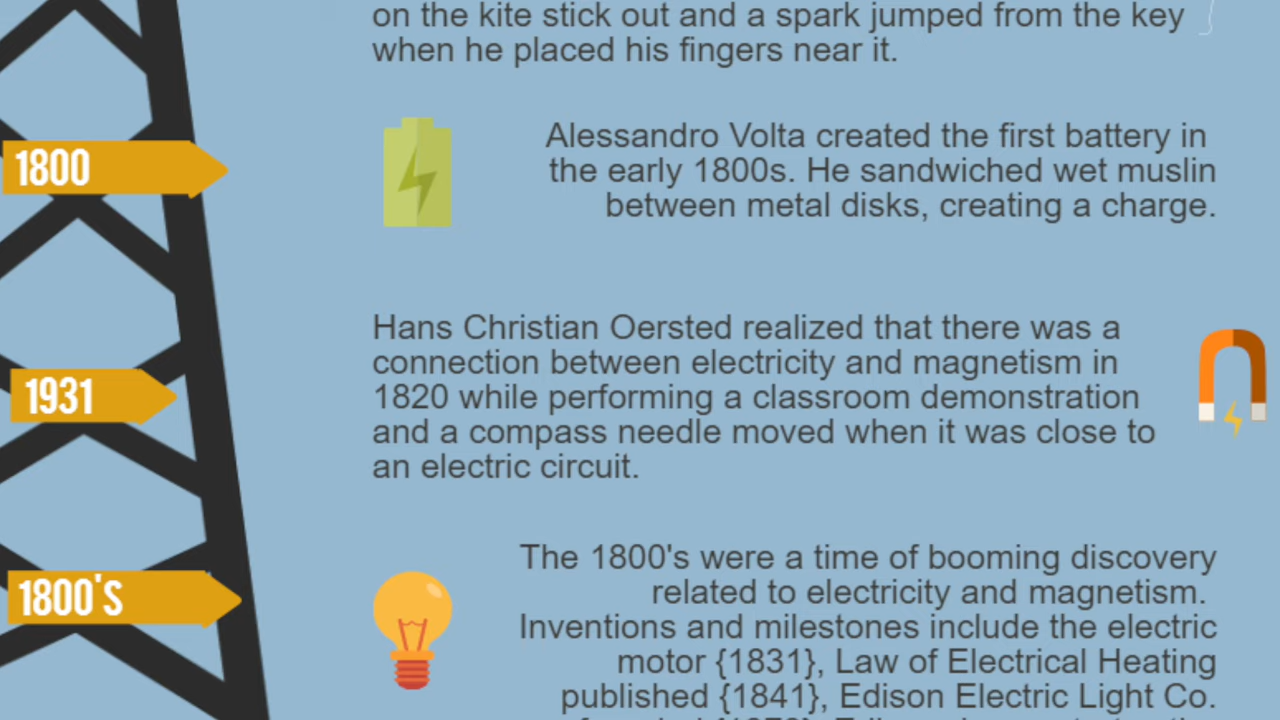 on the kite stick out and a spark jumped from the key
when he placed his fingers near it.
1800
Alessandro Volta created the first battery in
the early 1800s. He sandwiched wet muslin
between metal disks, creating a charge.
1931
Hans Christian Oersted realized that there was a
connection between electricity and magnetism in
1820 while performing a classroom demonstration
and a compass needle moved when it was close to
an electric circuit.
1800'S
The 1800's were a time of booming discovery
related to electricity and magnetism.
Inventions and milestones include the electric
motor {1831}, Law of Electrical Heating
published {1841}, Edison Electric Light Co.